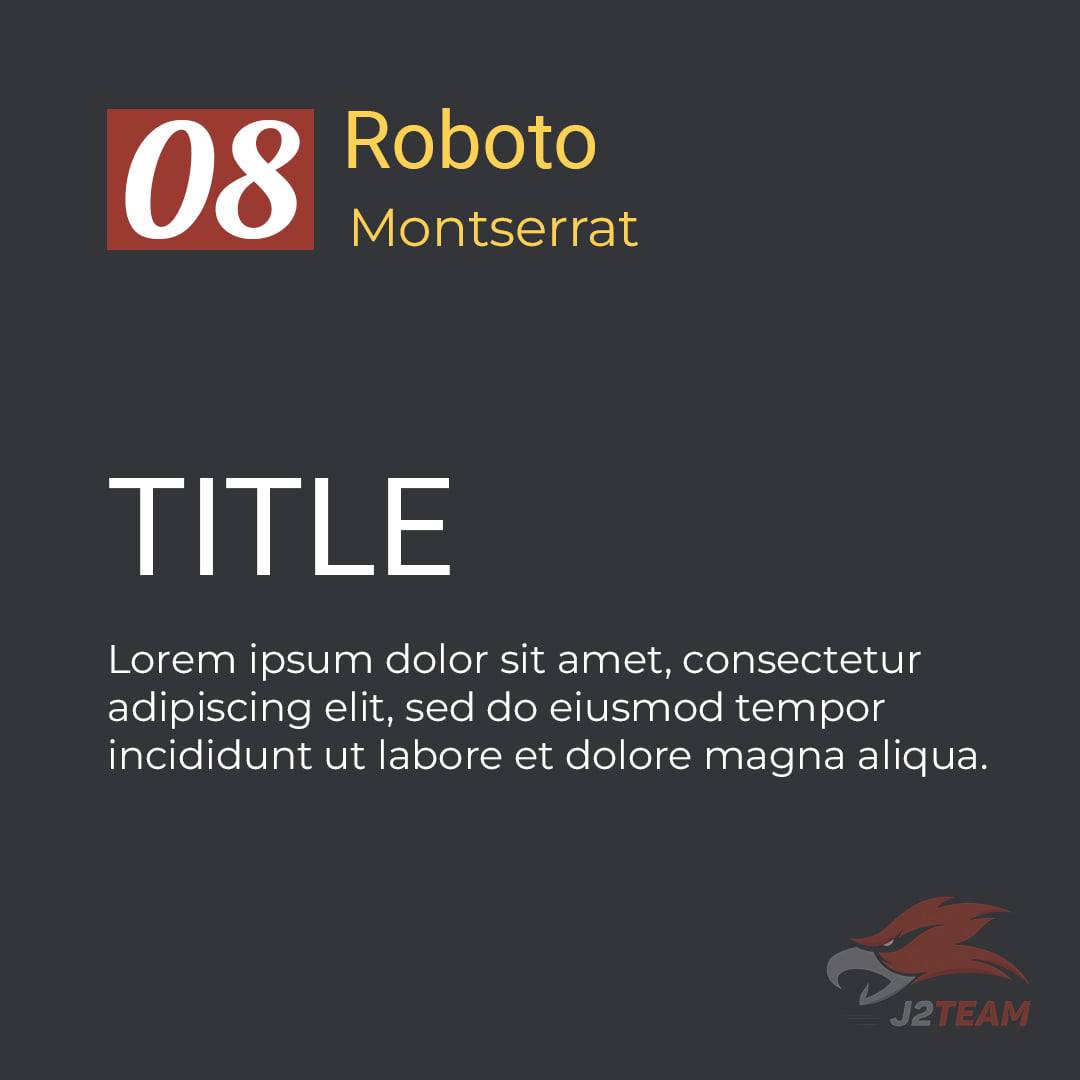 08
Roboto
Montserrat
TITLE
Lorem ipsum dolor sit amet, consectetur
adipiscing elit, sed do eiusmod tempor
incididunt ut labore et dolore magna aliqua.
J2TEAM